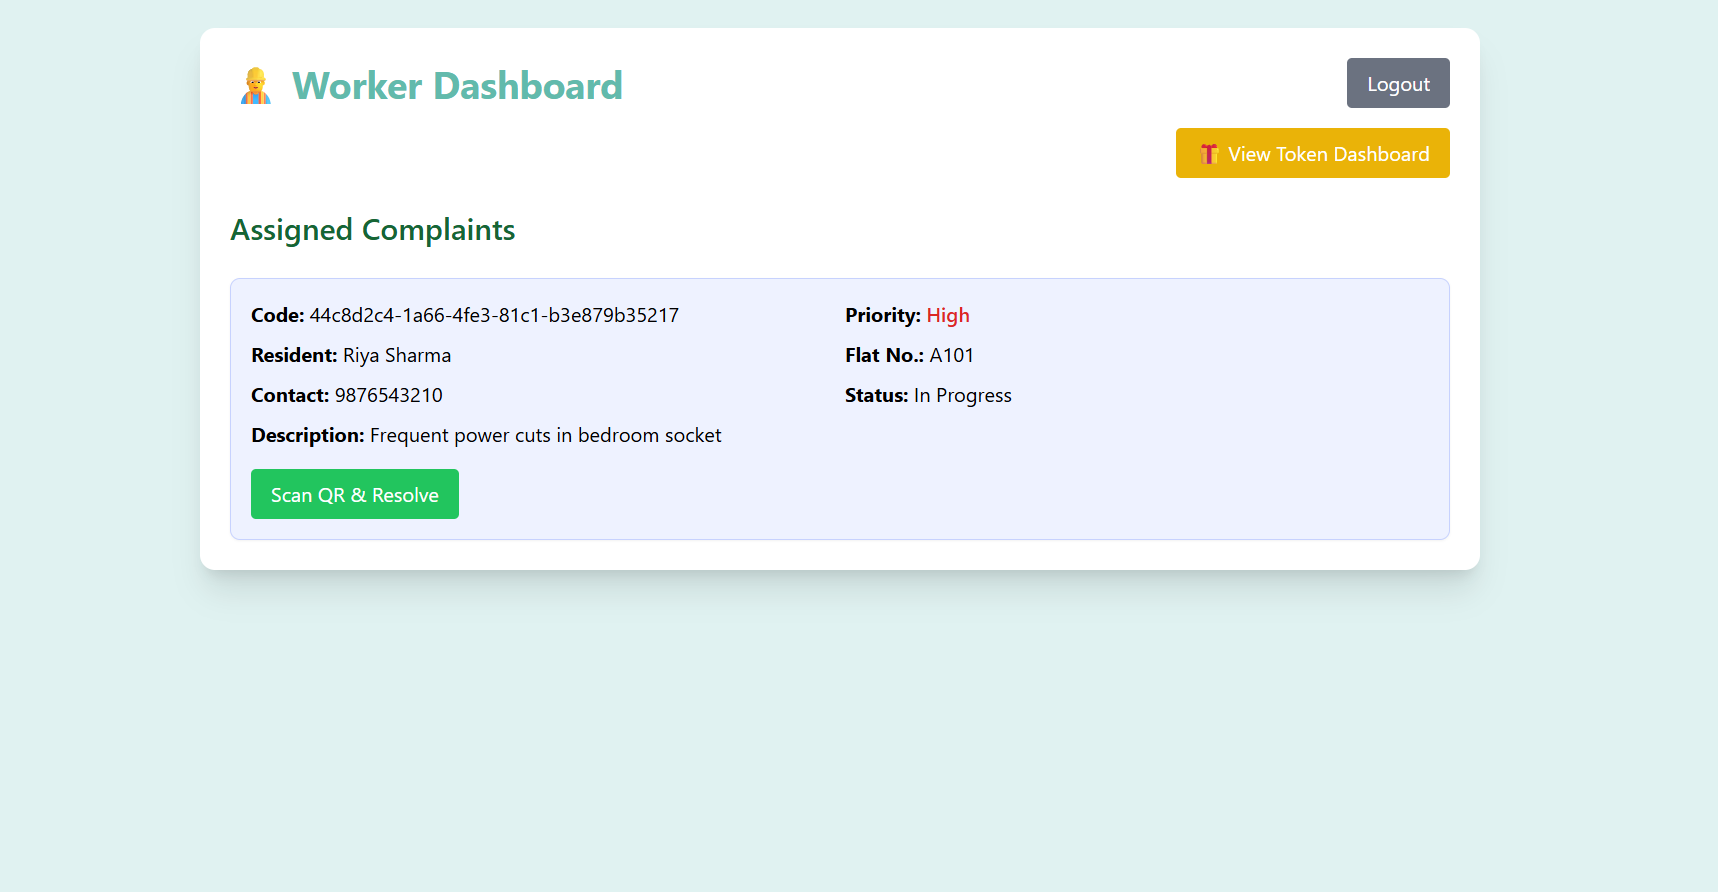 Worker Dashboard
Logout
View Token Dashboard
Assigned Complaints
Code: 44c8d2c4-1a66-4fe3-81c1-b3e879b35217
Priority: High
Resident: Riya Sharma
Flat No.: A101
Contact: 9876543210
Status: In Progress
Description: Frequent power cuts in bedroom socket
Scan QR & Resolve